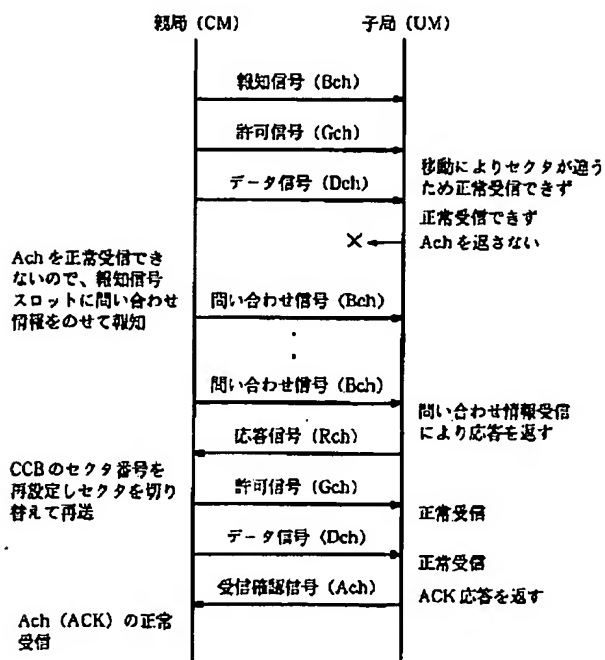 親局 (CM)
子局 (UM)
報知信号 (Bch)
許可信号 (Gch)
データ信号 (Dch)
移動によりセクタが違う
ため正常受信できず
正常受信できず
Achを返さない
Achを正常受信でき
ないので、報知信号
スロットに問い合わせ
情報をのせて報知
問い合わせ信号 (Bch)
問い合わせ信号 (Bch)
問い合わせ情報受信
により応答を返す
応答信号 (Rch)
CCBのセクタ番号を
再設定しセクタを切り
替えて再送
許可信号 (Gch)
正常受信
データ信号 (Dch)
正常受信
受信確認信号 (Ach)
ACK応答を返す
Ach (ACK) の正常
受信